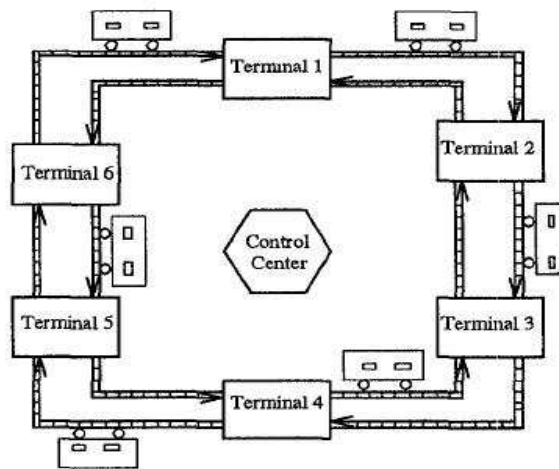 Terminal 1
Terminal 2
Terminal 6
Control
Center
Terminal 5
Terminal 3
Terminal 4